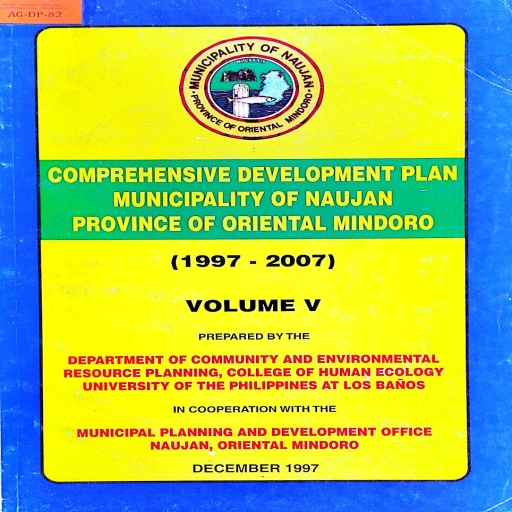 AG-DP-82
MUNICIPALITY OF NAUJAN
PROVINCE OF ORIENTAL MINDORO
COMPREHENSIVE DEVELOPMENT PLAN
MUNICIPALITY OF NAUJAN
PROVINCE OF ORIENTAL MINDORO
(1997 - 2007)
VOLUME V
PREPARED BY THE
DEPARTMENT OF COMMUNITY AND ENVIRONMENTAL
RESOURCE PLANNING, COLLEGE OF HUMAN ECOLOGY
UNIVERSITY OF THE PHILIPPINES AT LOS BAÑOS
IN COOPERATION WITH THE
MUNICIPAL PLANNING AND DEVELOPMENT OFFICE
NAUJAN, ORIENTAL MINDORO
DECEMBER 1997